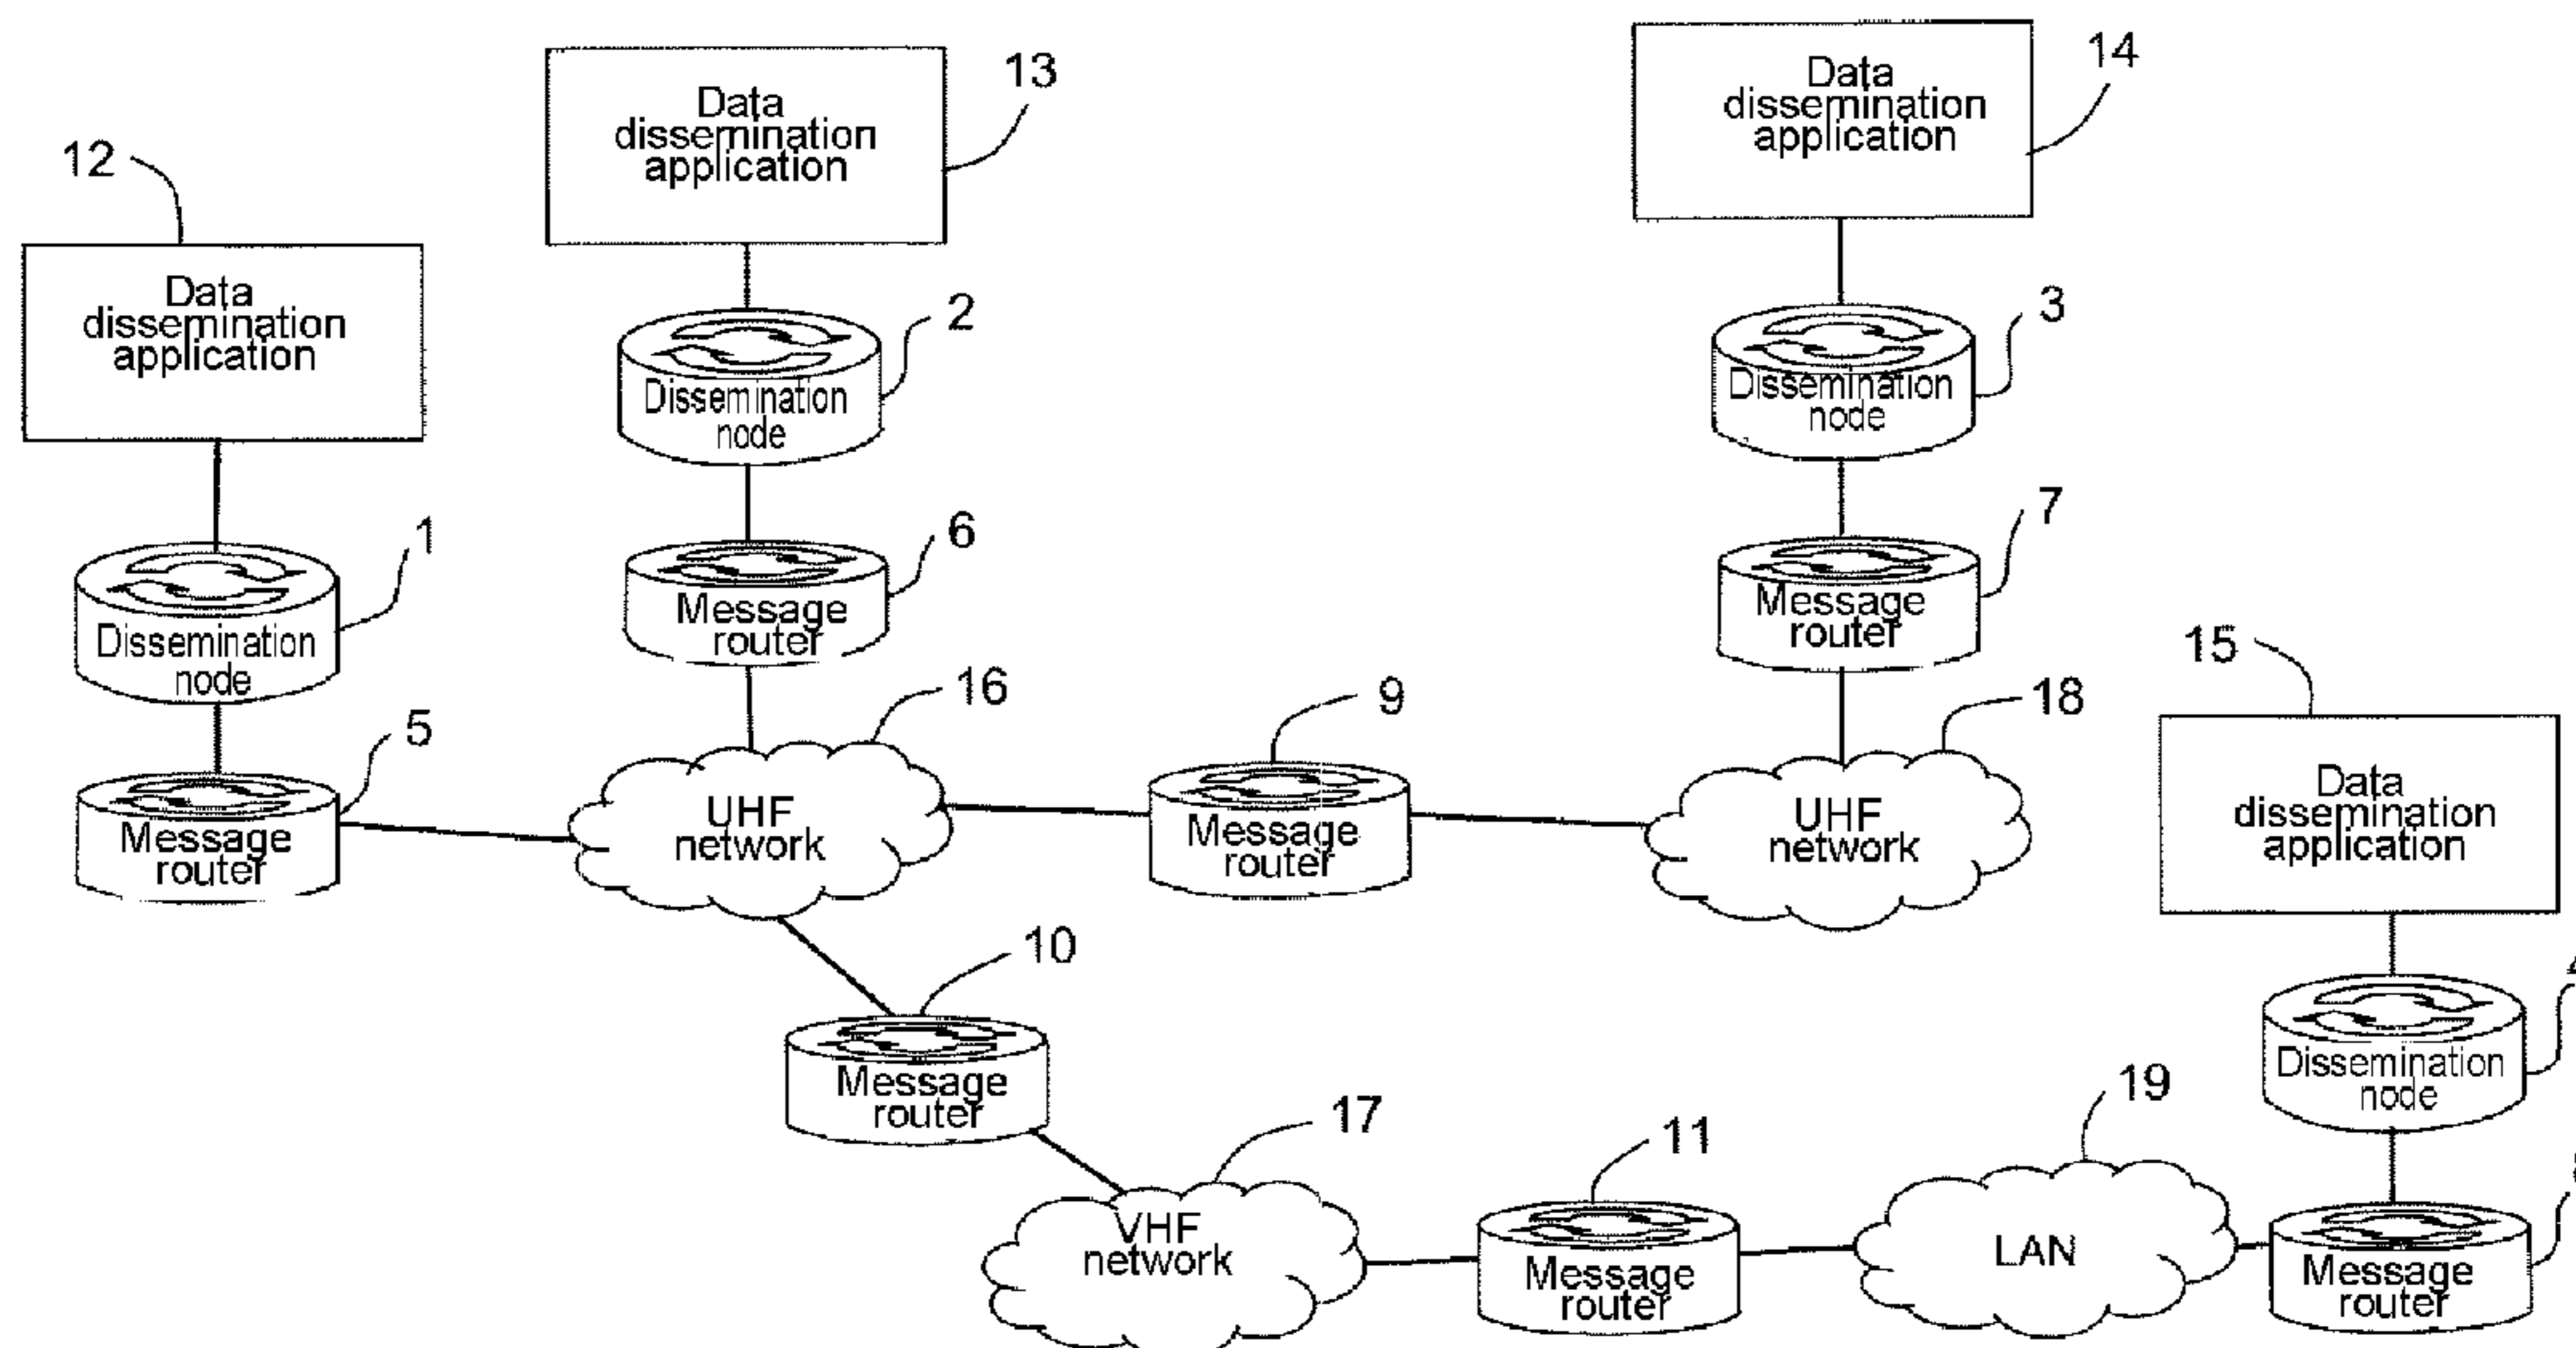 12
Data
dissemination
application
13
Data
dissemination
application
14
Data
dissemination
application
1
Dissemination
node
2
Dissemination
node
3
Dissemination
node
5
Message
router
6
Message
router
7
Message
router
16
UHF
network
9
Message
router
18
UHF
network
15
Data
dissemination
application
Dissemination
node
10
Message
router
17
VHF
network
11
Message
router
19
LAN
Message
router